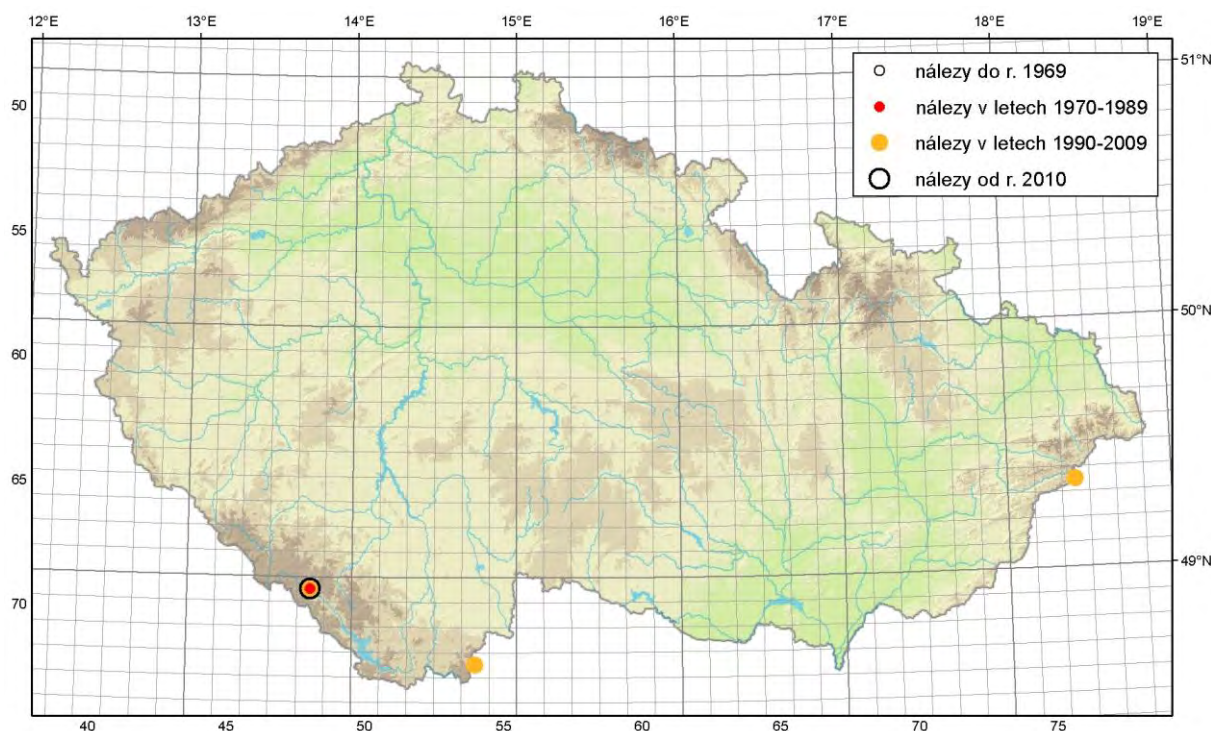 12°E 13°E 14°E 15°E 16°E 17°E 18°E 19°E
nálezy do r. 1969
nálezy v letech 1970-1989
nálezy v letech 1990-2009
nálezy od r. 2010
51°N
50
55
50°N
60
65
49°N
70
40 45 50 55 60 65 70 75